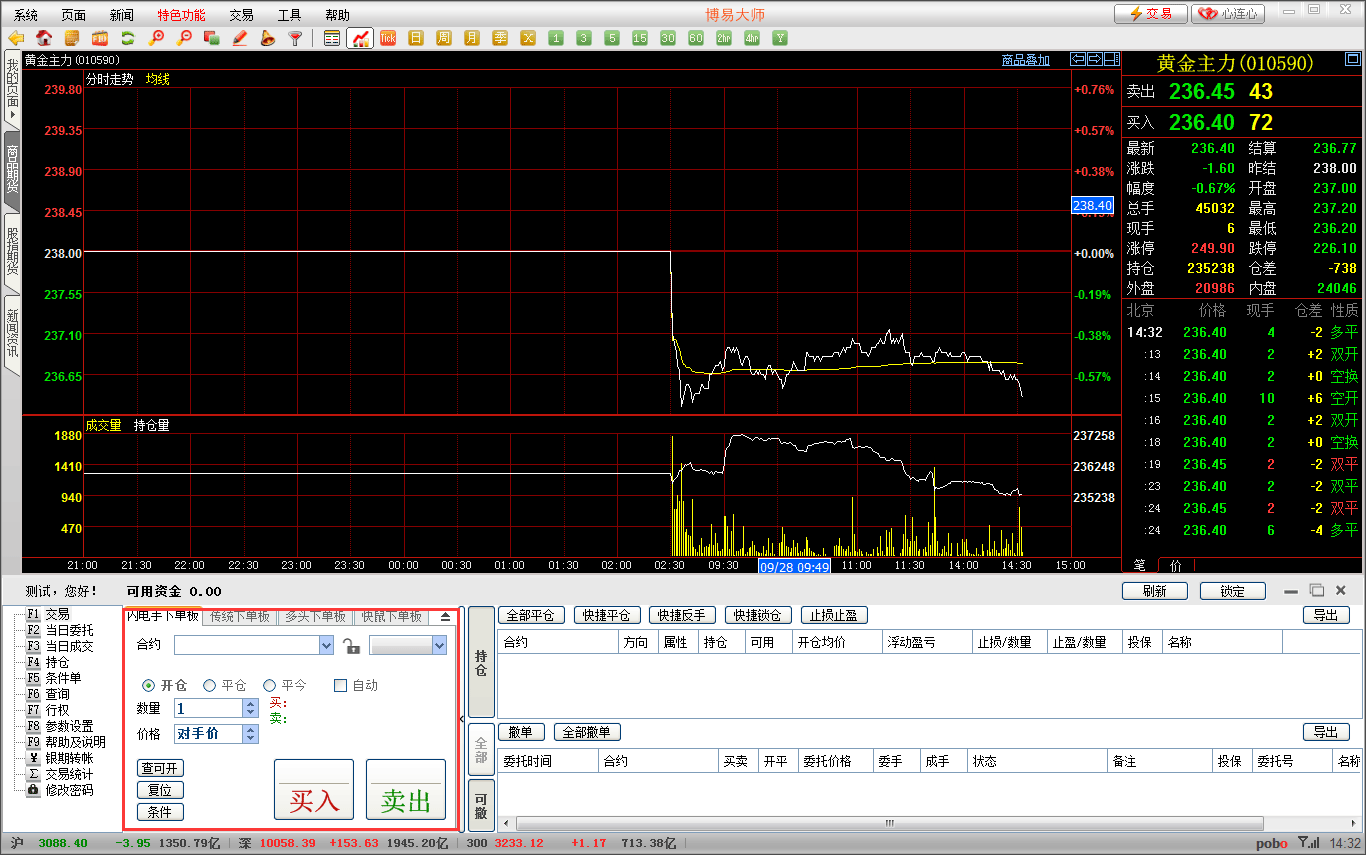 系统 页面 新闻 特色功能 交易 工具 帮助 博易大师 交易 心连心
Tick 日 周 月 季 X 1 3 5 15 30 60 2hr 4hr Y
我的页面
商品期货
股指期货
新闻资讯
黄金主力 (010590) 商品叠加
分时走势 均线
239.80 +0.76%
239.35 +0.57%
238.90 +0.38%
238.45 238.40
238.00 +0.00%
237.55 -0.19%
237.10 -0.38%
236.65 -0.57%
成交量 持仓量
1880 237258
1410 236248
940 235238
470
21:00 21:30 22:00 22:30 23:00 23:30 00:00 00:30 01:00 01:30 02:00 02:30 09:30 09/28 09:49 11:00 11:30 14:00 14:30 15:00
黄金主力(010590)
卖出 236.45 43
买入 236.40 72
最新 236.40 结算 236.77
涨跌 -1.60 昨结 238.00
幅度 -0.67% 开盘 237.00
总手 45032 最高 237.20
现手 6 最低 236.20
涨停 249.90 跌停 226.10
持仓 235238 仓差 -738
外盘 20986 内盘 24046
北京 价格 现手 仓差 性质
14:32 236.40 4 -2 多平
:13 236.40 2 +2 双开
:14 236.40 2 +0 空换
:15 236.40 10 +6 空开
:16 236.40 2 +2 双开
:18 236.40 2 +0 空换
:19 236.45 2 -2 双平
:23 236.40 2 -2 双平
:24 236.45 2 -2 双平
:24 236.40 6 -4 多平
笔 价
测试，您好！ 可用资金 0.00 刷新 锁定
F1 交易
F2 当日委托
F3 当日成交
F4 持仓
F5 条件单
F6 查询
F7 行权
F8 参数设置
F9 帮助及说明
¥ 银期转帐
Σ 交易统计
修改密码
闪电手下单板 传统下单板 多头下单板 快鼠下单板
合约
开仓 平仓 平今 自动
数量 1 买：
卖：
价格 对手价
查可开
复位
条件
买入 卖出
持仓
全部
可撤
全部平仓 快捷平仓 快捷反手 快捷锁仓 止损止盈 导出
合约 方向 属性 持仓 可用 开仓均价 浮动盈亏 止损/数量 止盈/数量 投保 名称
撤单 全部撤单 导出
委托时间 合约 买卖 开平 委托价格 委手 成手 状态 备注 投保 委托号 名称
沪 3088.40 -3.95 1350.79亿 深 10058.39 +153.63 1945.20亿 300 3233.12 +1.17 713.38亿 pobo 14:32